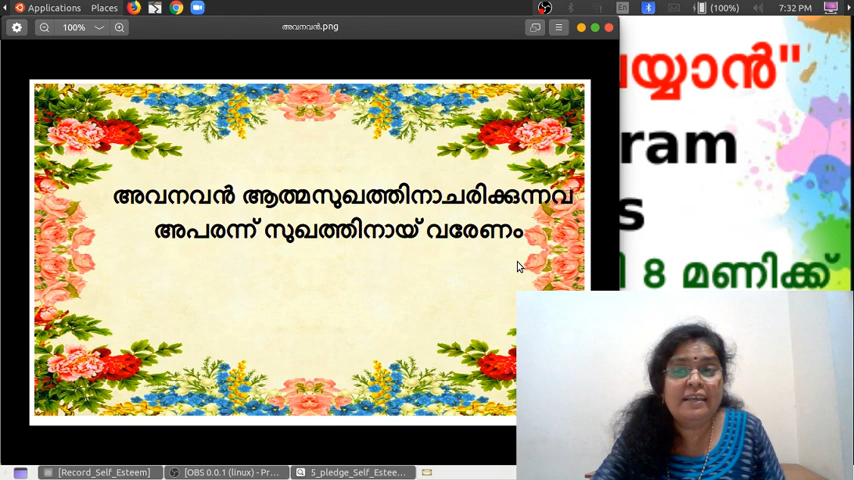 Applications Places
En
(100%)
7:32 PM
100%
അവനവൻ.png
അവനവൻ ആത്മസുഖത്തിനാചരിക്കുന്നവ
അപരന്ന് സുഖത്തിനായ് വരേണം
യ്യാൻ"
ram
s
8 മണിക്ക്
[Record_Self_Esteem]
[OBS 0.0.1 (linux) - Pr...
5_pledge_Self_Estee...